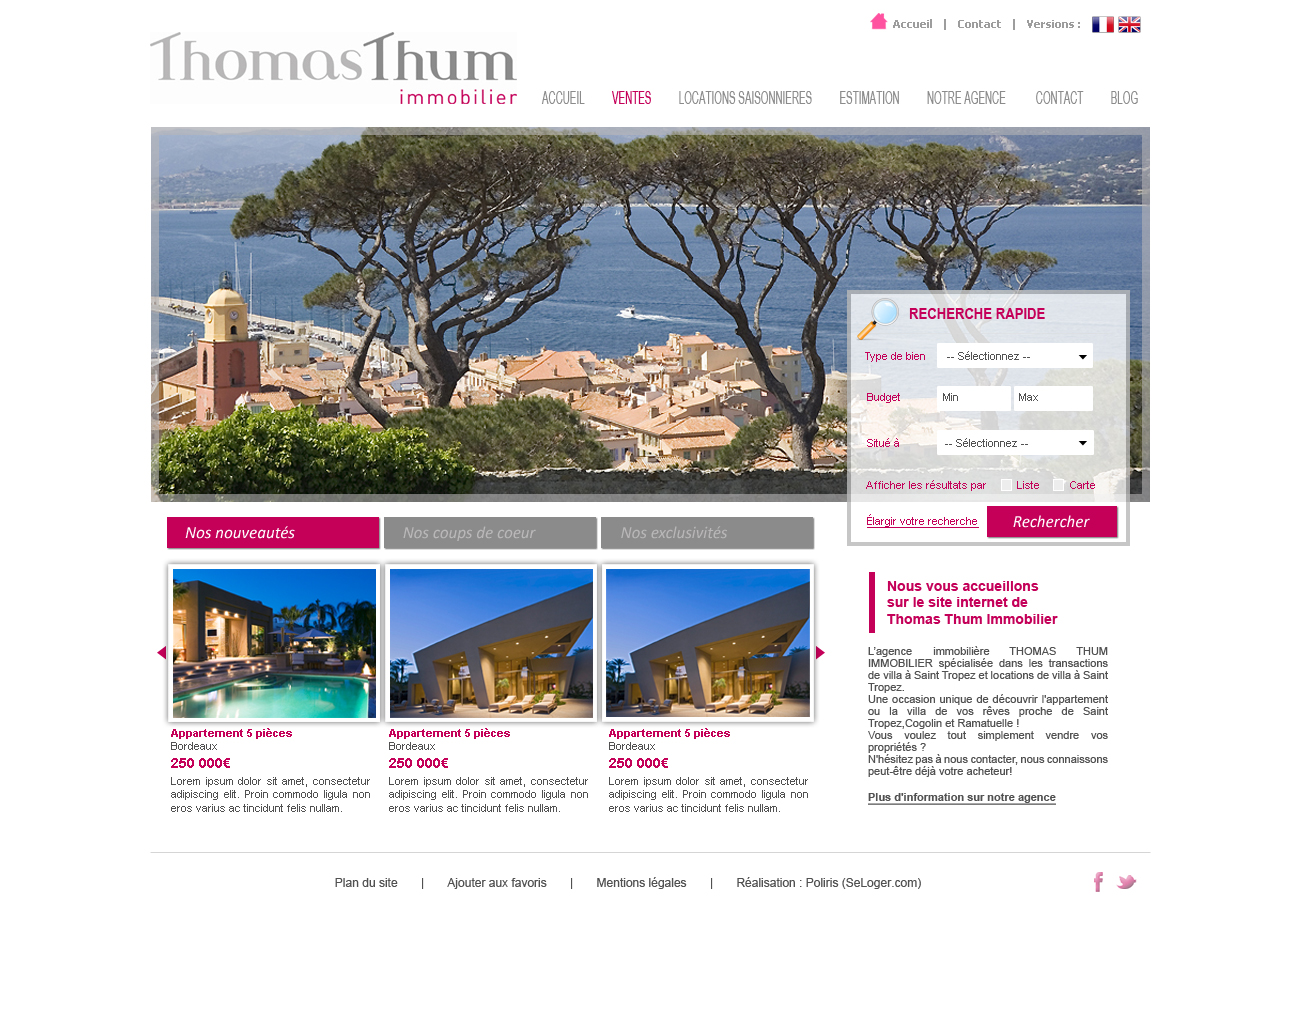 Accueil | Contact | Versions :
ThomasThum
immobilier
ACCUEIL VENTES LOCATIONS SAISONNIERES ESTIMATION NOTRE AGENCE CONTACT BLOG
RECHERCHE RAPIDE
Type de bien -- Sélectionnez --
Budget Min Max
Situé à -- Sélectionnez --
Afficher les résultats par Liste Carte
Élargir votre recherche Rechercher
Nos nouveautés Nos coups de coeur Nos exclusivités
Appartement 5 pièces
Bordeaux
250 000€
Lorem ipsum dolor sit amet, consectetur
adipiscing elit. Proin commodo ligula non
eros varius ac tincidunt felis nullam.
Appartement 5 pièces
Bordeaux
250 000€
Lorem ipsum dolor sit amet, consectetur
adipiscing elit. Proin commodo ligula non
eros varius ac tincidunt felis nullam.
Appartement 5 pièces
Bordeaux
250 000€
Lorem ipsum dolor sit amet, consectetur
adipiscing elit. Proin commodo ligula non
eros varius ac tincidunt felis nullam.
Nous vous accueillons
sur le site internet de
Thomas Thum Immobilier
L'agence immobilière THOMAS THUM
IMMOBILIER spécialisée dans les transactions
de villa à Saint Tropez et locations de villa à Saint
Tropez.
Une occasion unique de découvrir l'appartement
ou la villa de vos rêves proche de Saint
Tropez,Cogolin et Ramatuelle !
Vous voulez tout simplement vendre vos
propriétés ?
N'hésitez pas à nous contacter, nous connaissons
peut-être déjà votre acheteur!
Plus d'information sur notre agence
Plan du site | Ajouter aux favoris | Mentions légales | Réalisation : Poliris (SeLoger.com)